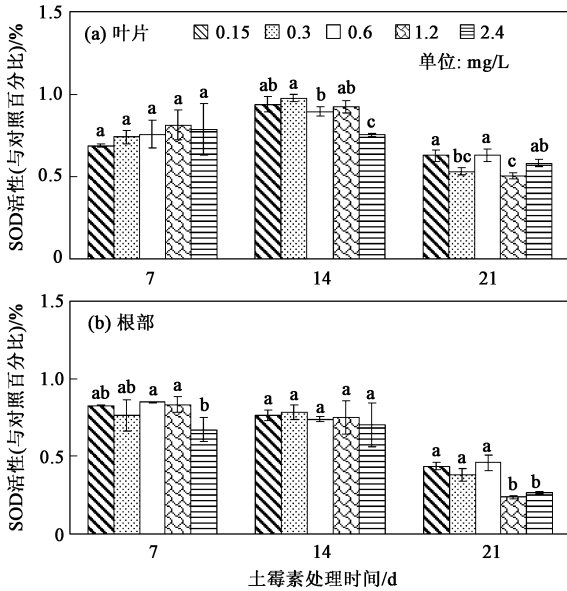 (a) 叶片 0.15 0.3 0.6 1.2 2.4
单位: mg/L
SOD活性(与对照百分比)/%
1.5
1.0
0.5
0
a a a a a
ab a b ab c
a bc a c ab
7 14 21
(b) 根部
SOD活性(与对照百分比)/%
1.5
1.0
0.5
0
ab ab a a b
a a a a a
a a a b b
7 14 21
土霉素处理时间/d